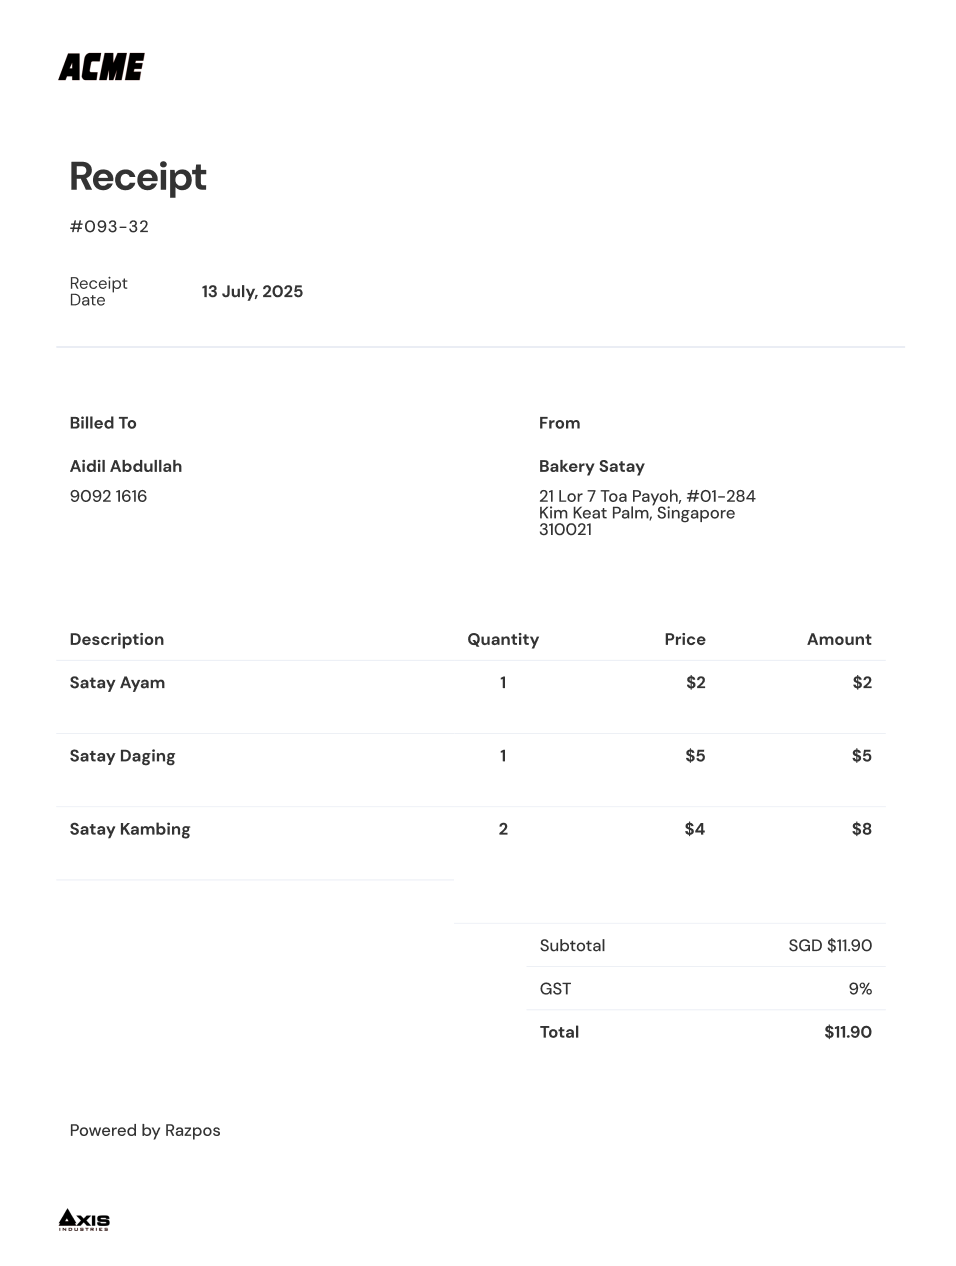 ACME
Receipt
#093-32
Receipt
Date
13 July, 2025
Billed To
From
Aidil Abdullah
Bakery Satay
9092 1616
21 Lor 7 Toa Payoh, #01-284
Kim Keat Palm, Singapore
310021
Description Quantity Price Amount
Satay Ayam 1 $2 $2
Satay Daging 1 $5 $5
Satay Kambing 2 $4 $8
Subtotal SGD $11.90
GST 9%
Total $11.90
Powered by Razpos
AXIS
INDUSTRIES